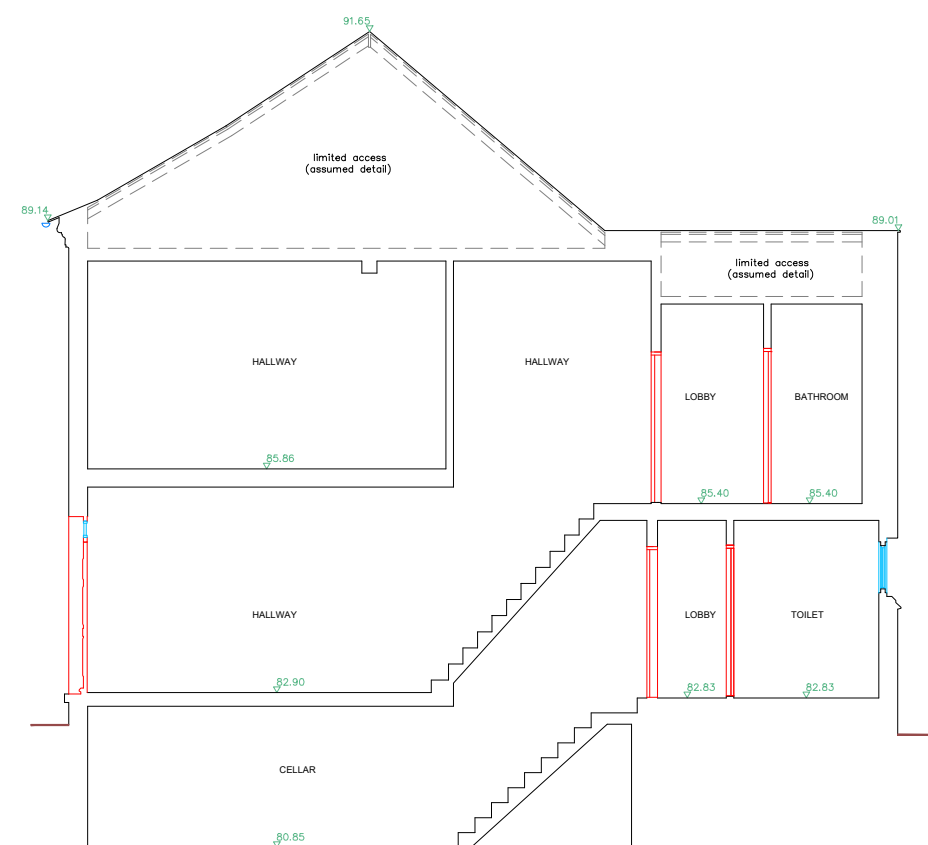 91.65
limited access
(assumed detail)
89.14
89.01
limited access
(assumed detail)
HALLWAY
HALLWAY
LOBBY
BATHROOM
85.86
85.40
85.40
HALLWAY
LOBBY
TOILET
82.90
82.83
82.83
CELLAR
80.85